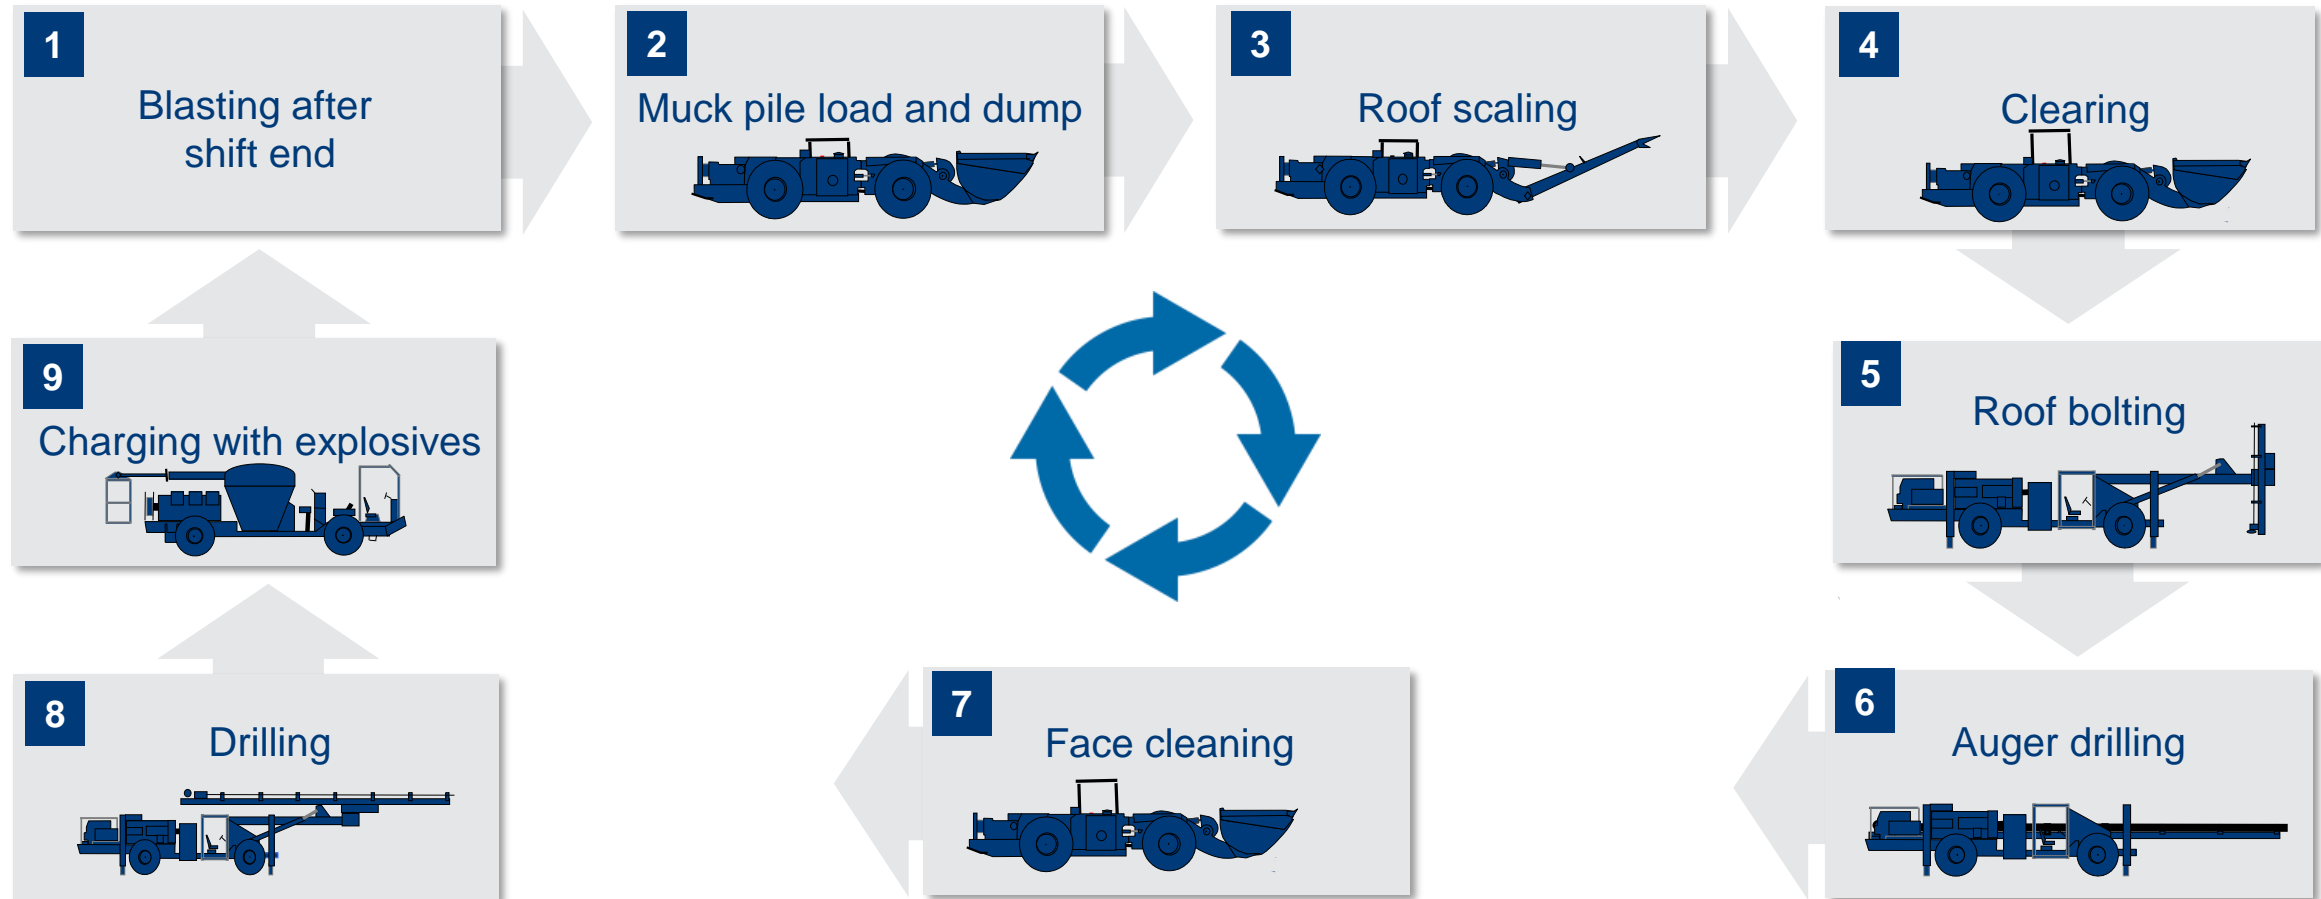 1
Blasting after
shift end
2
Muck pile load and dump
3
Roof scaling
4
Clearing
5
Roof bolting
6
Auger drilling
7
Face cleaning
8
Drilling
9
Charging with explosives